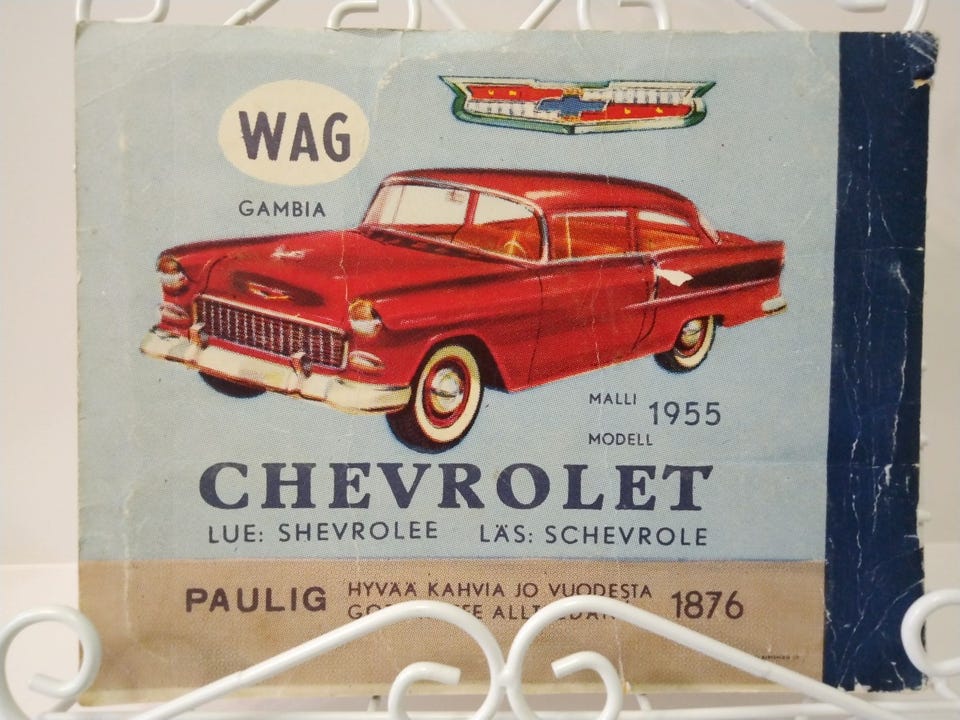 WAG
GAMBIA
MALLI 1955
MODELL
CHEVROLET
LUE: SHEVROLEE LÄS: SCHEVROLE
PAULIG HYVÄÄ KAHVIA JO VUODESTA 1876